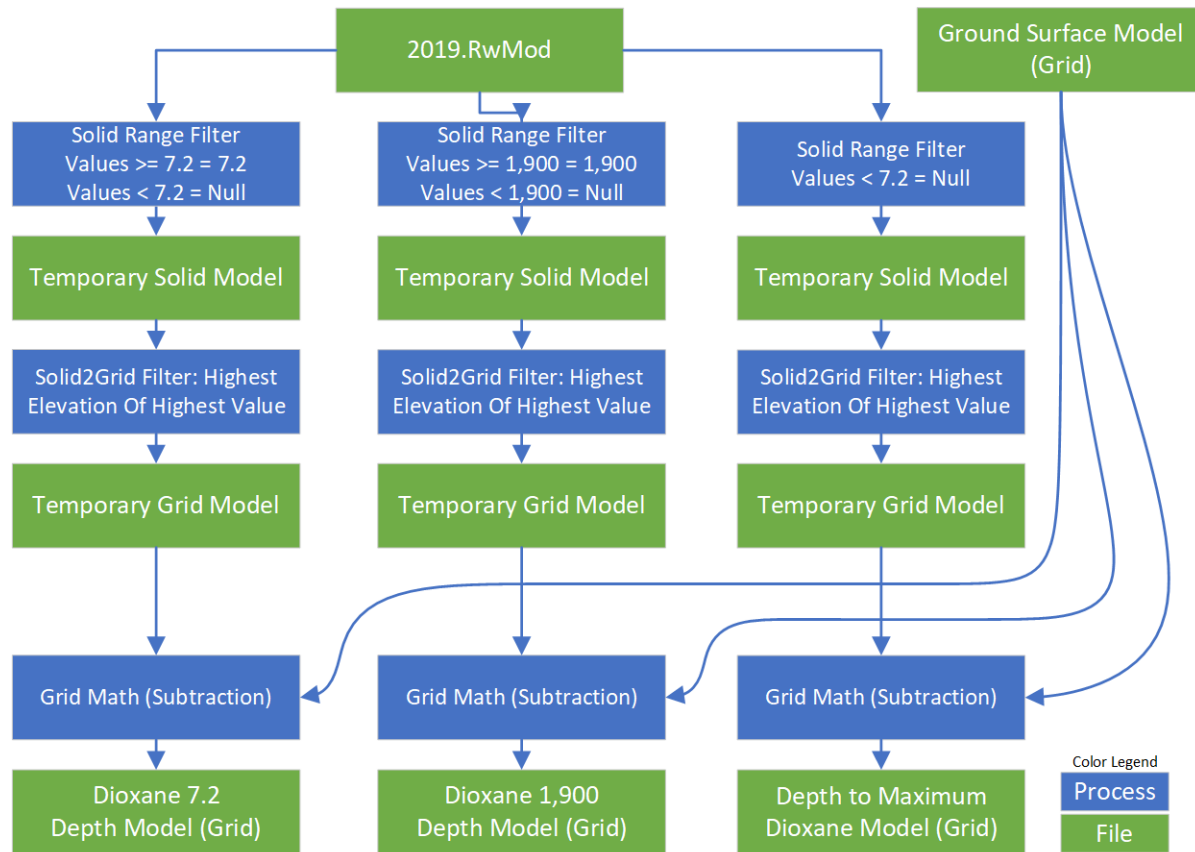 2019.RwMod
Ground Surface Model
(Grid)
Solid Range Filter
Values >= 7.2 = 7.2
Values < 7.2 = Null
Solid Range Filter
Values >= 1,900 = 1,900
Values < 1,900 = Null
Solid Range Filter
Values < 7.2 = Null
Temporary Solid Model
Temporary Solid Model
Temporary Solid Model
Solid2Grid Filter: Highest
Elevation Of Highest Value
Solid2Grid Filter: Highest
Elevation Of Highest Value
Solid2Grid Filter: Highest
Elevation Of Highest Value
Temporary Grid Model
Temporary Grid Model
Temporary Grid Model
Grid Math (Subtraction)
Grid Math (Subtraction)
Grid Math (Subtraction)
Dioxane 7.2
Depth Model (Grid)
Dioxane 1,900
Depth Model (Grid)
Depth to Maximum
Dioxane Model (Grid)
Color Legend
Process
File